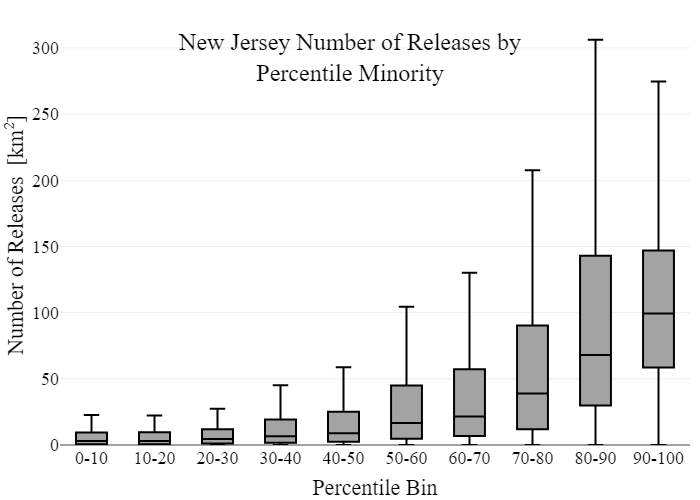 New Jersey Number of Releases by
Percentile Minority
Number of Releases [km²]
300
250
200
150
100
50
0
0-10 10-20 20-30 30-40 40-50 50-60 60-70 70-80 80-90 90-100
Percentile Bin